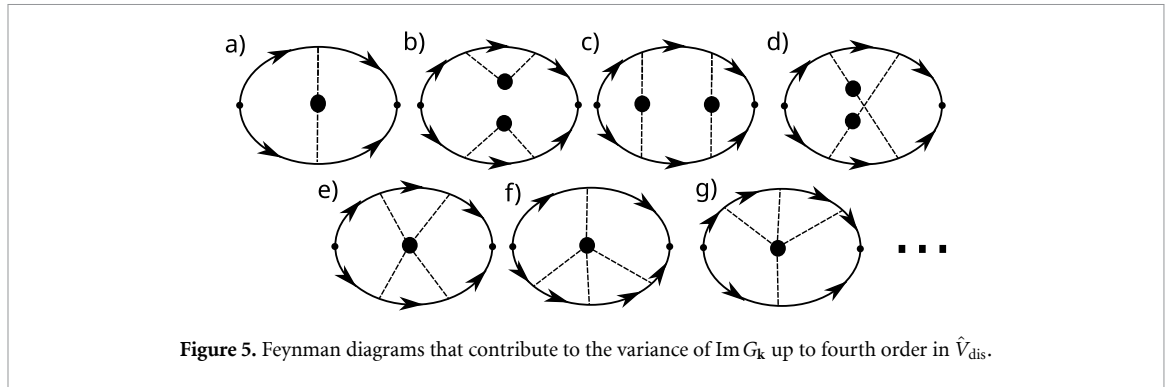 a) b) c) d)
e) f) g) ...
Figure 5. Feynman diagrams that contribute to the variance of Im G_k up to fourth order in V̂_dis.